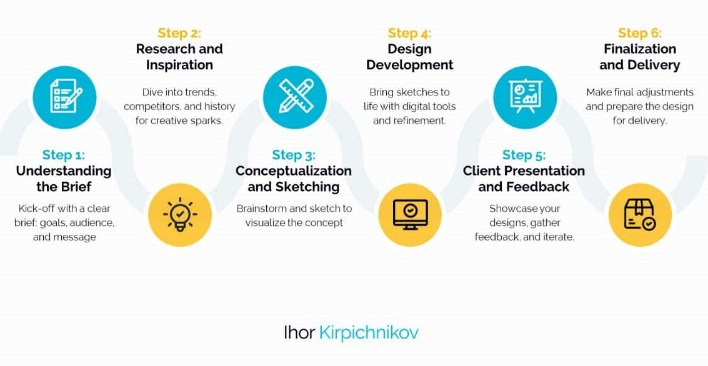 Step 1:
Understanding
the Brief
Kick-off with a clear
brief: goals, audience,
and message
Step 2:
Research and
Inspiration
Dive into trends,
competitors, and history
for creative sparks.
Step 3:
Conceptualization
and Sketching
Brainstorm and sketch to
visualize the concept
Step 4:
Design
Development
Bring sketches to
life with digital tools
and refinement.
Step 5:
Client Presentation
and Feedback
Showcase your
designs, gather
feedback, and iterate.
Step 6:
Finalization
and Delivery
Make final adjustments
and prepare the design
for delivery.
Ihor Kirpichnikov